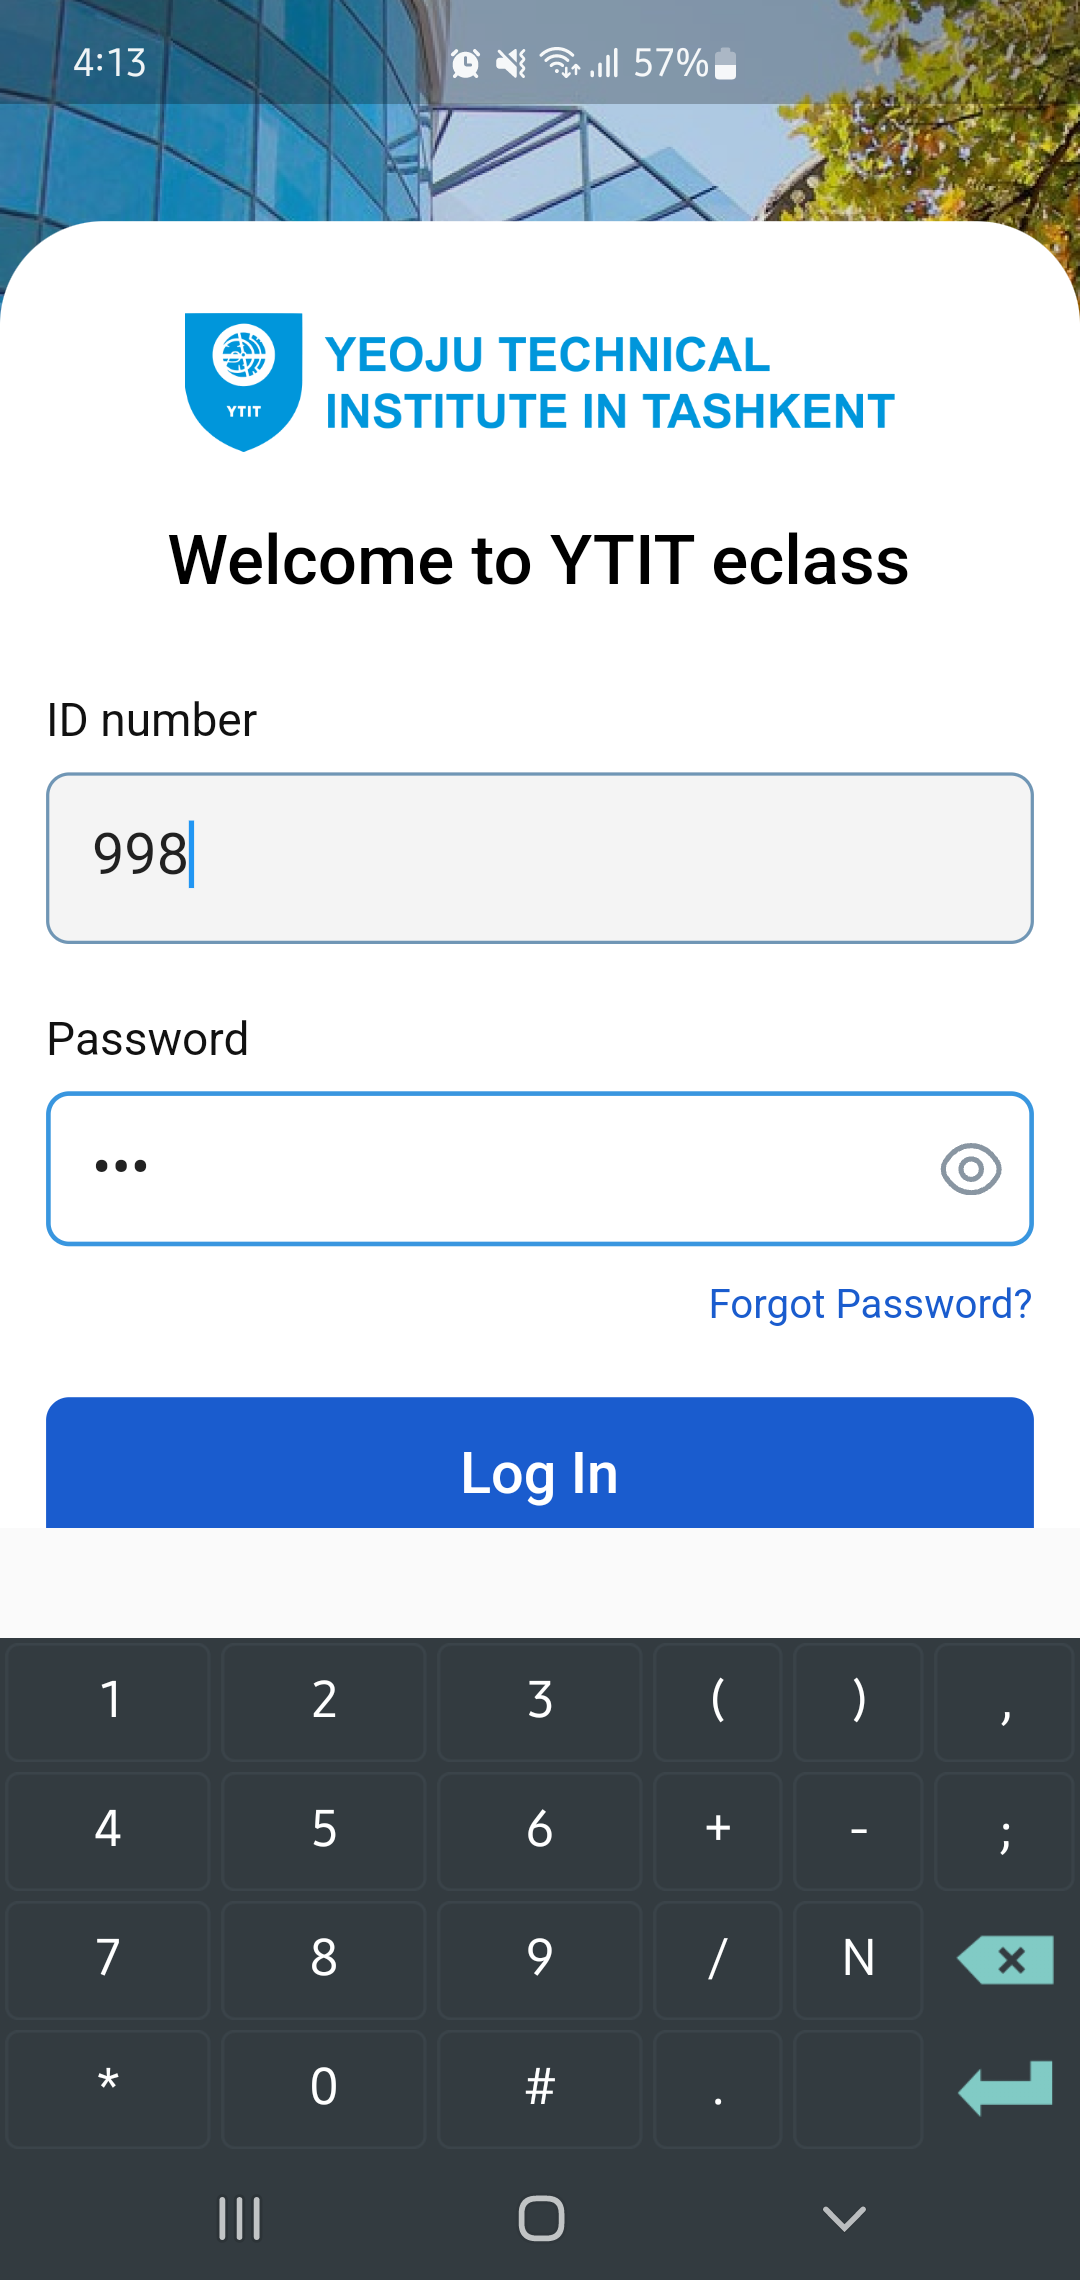 4:13
57%
YTIT
YEOJU TECHNICAL
INSTITUTE IN TASHKENT
Welcome to YTIT eclass
ID number
998
Password
•••
Forgot Password?
Log In
1 2 3 ( ) ,
4 5 6 + - ;
7 8 9 / N
* 0 # .